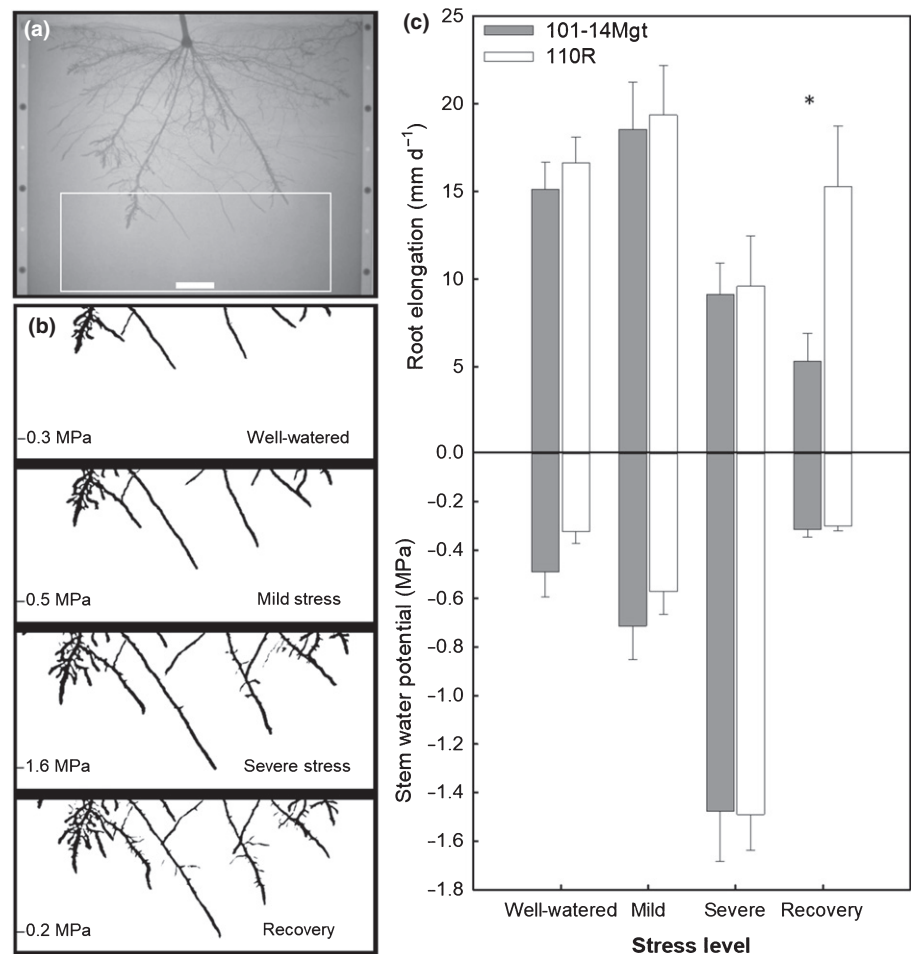 (a)
(b)
–0.3 MPa
Well-watered
–0.5 MPa
Mild stress
–1.6 MPa
Severe stress
–0.2 MPa
Recovery
(c)
101-14Mgt
110R
*
Root elongation (mm d⁻¹)
25
20
15
10
5
0.0
Stem water potential (MPa)
–0.2
–0.4
–0.6
–0.8
–1.0
–1.2
–1.4
–1.6
–1.8
Well-watered Mild Severe Recovery
Stress level